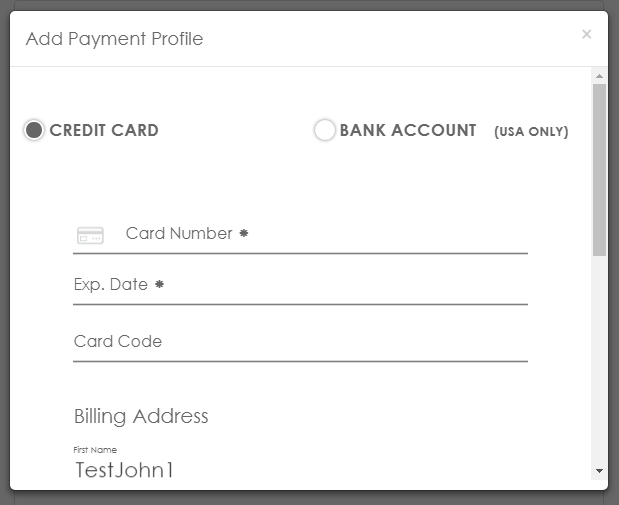 Add Payment Profile ×
CREDIT CARD BANK ACCOUNT (USA ONLY)
Card Number *
Exp. Date *
Card Code
Billing Address
First Name
TestJohn1